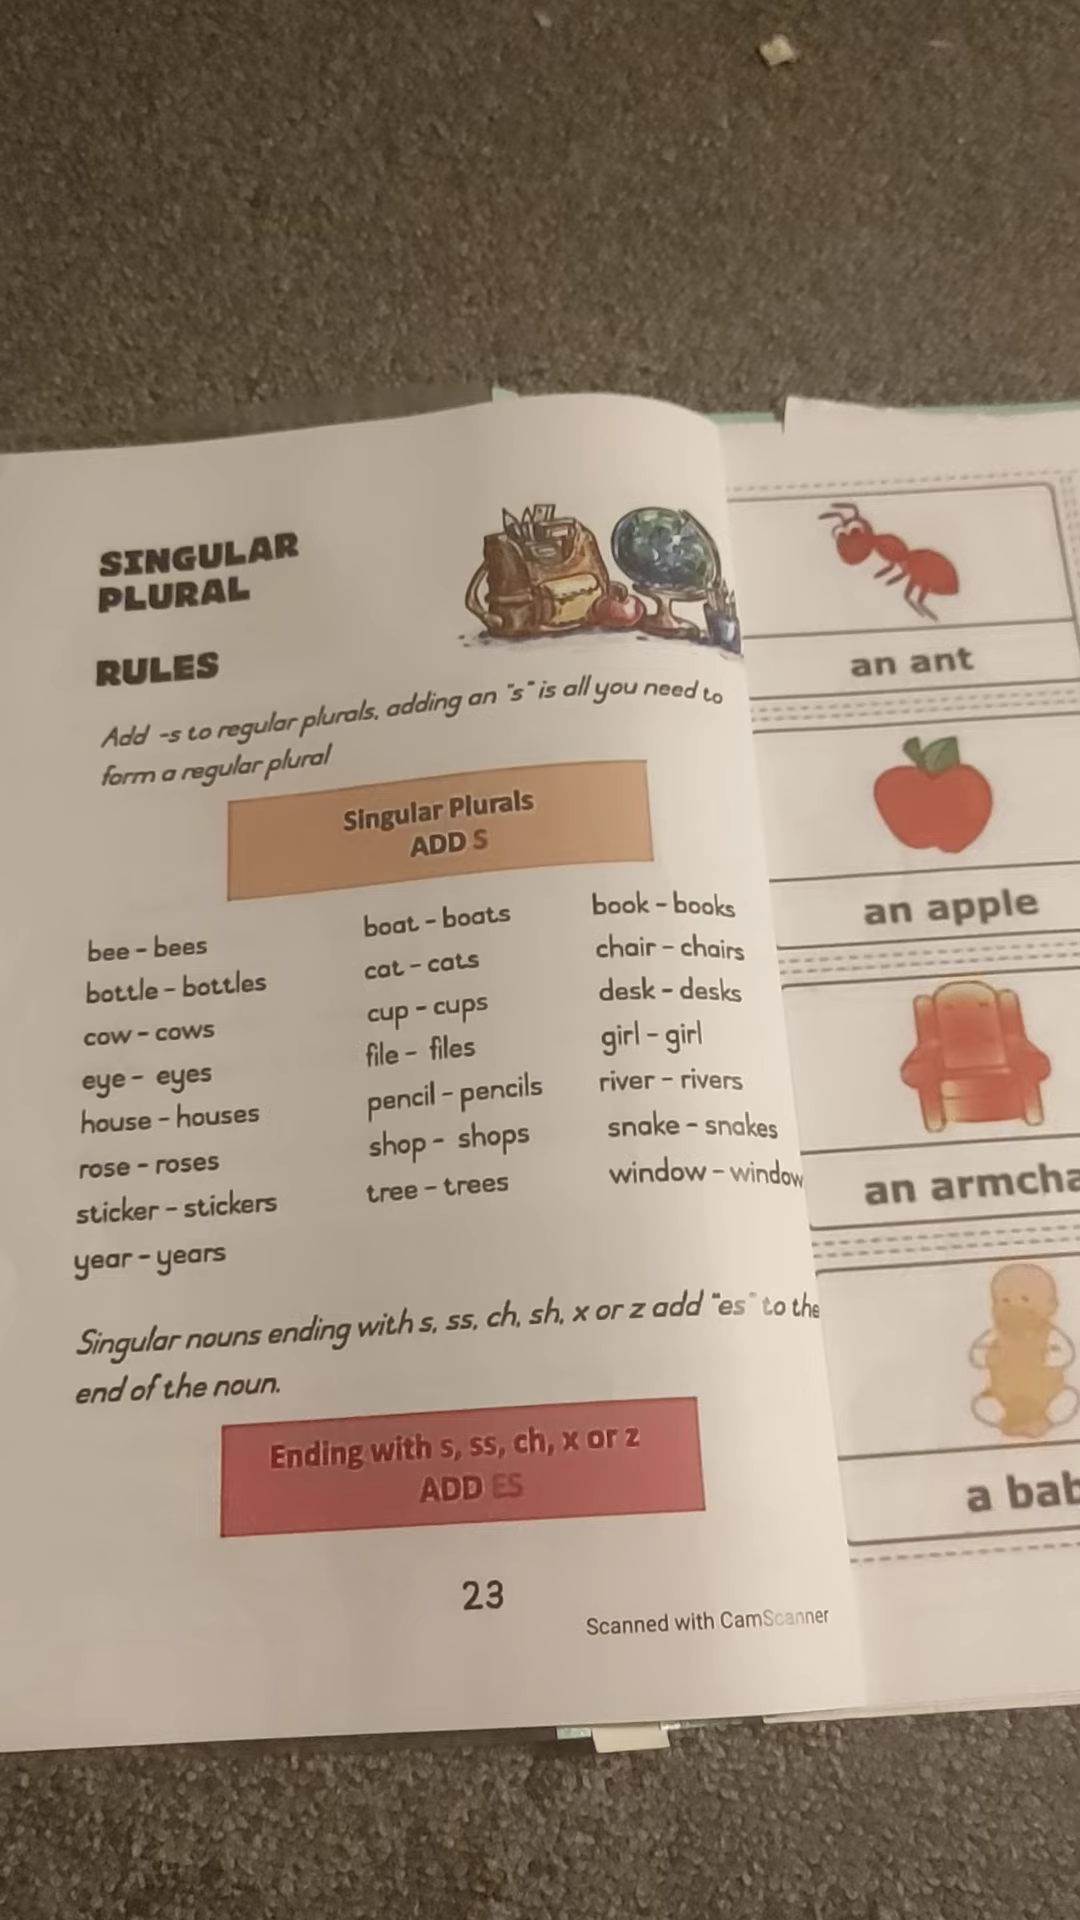 SINGULAR
PLURAL
RULES
Add -s to regular plurals, adding an "s" is all you need to
form a regular plural
Singular Plurals
ADD S
bee - bees
bottle - bottles
cow - cows
eye - eyes
house - houses
rose - roses
sticker - stickers
year - years
boat - boats
cat - cats
cup - cups
file - files
pencil - pencils
shop - shops
tree - trees
book - books
chair - chairs
desk - desks
girl - girl
river - rivers
snake - snakes
window - window
Singular nouns ending with s, ss, ch, sh, x or z add "es" to the
end of the noun.
Ending with s, ss, ch, x or z
ADD ES
23
Scanned with CamScanner
an ant
an apple
an armcha
a bab